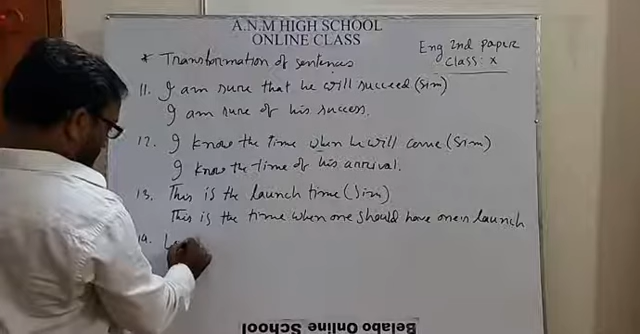 A.N.M HIGH SCHOOL
ONLINE CLASS
Eng 2nd paper
Class: x
* Transformation of sentences
11. I am sure that he will succeed (Sim)
I am sure of his success.
12. I know the time when he will come (Sim)
I know the time of his arrival.
13. This is the launch time (Sim)
This is the time when one should have one's launch
14.
Belabo Online School